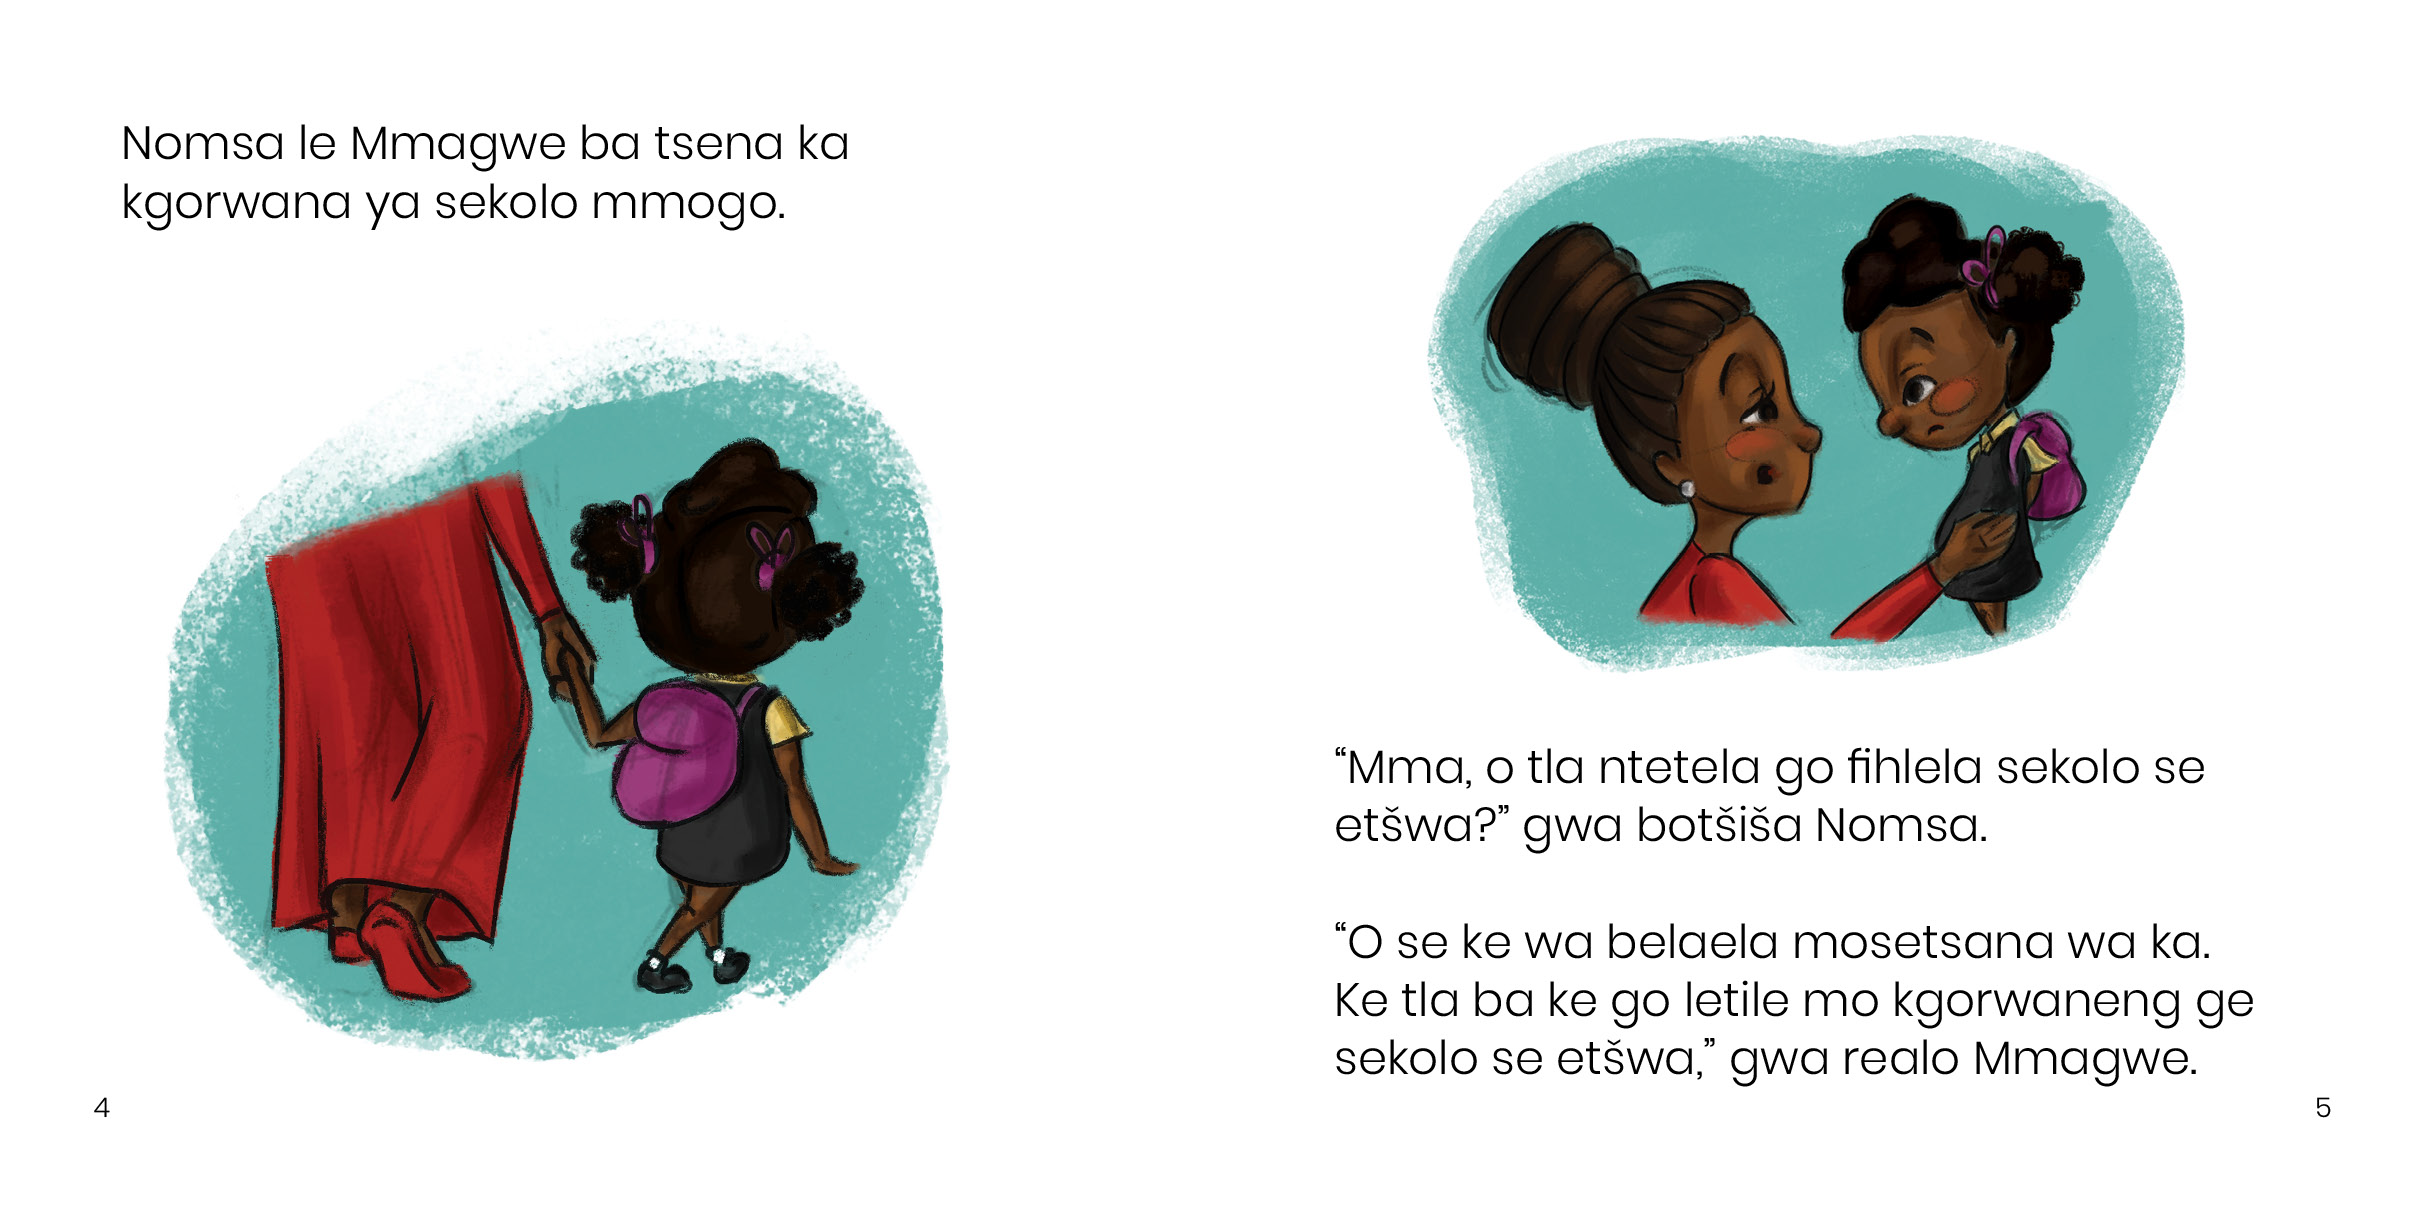 Nomsa le Mmagwe ba tsena ka
kgorwana ya sekolo mmogo.
4
“Mma, o tla ntetela go fihlela sekolo se
etšwa?” gwa botšiša Nomsa.
“O se ke wa belaela mosetsana wa ka.
Ke tla ba ke go letile mo kgorwaneng ge
sekolo se etšwa,” gwa realo Mmagwe.
5